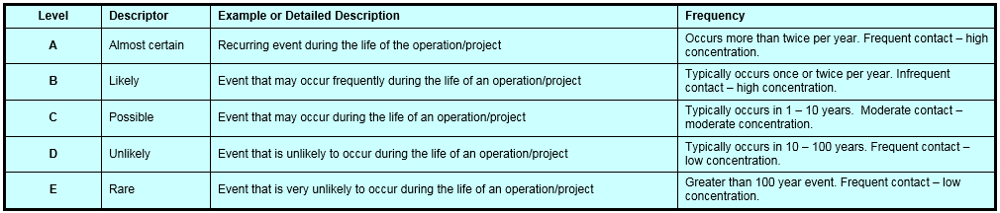 Level Descriptor Example or Detailed Description Frequency
A Almost certain Recurring event during the life of the operation/project Occurs more than twice per year. Frequent contact – high
concentration.
B Likely Event that may occur frequently during the life of an operation/project Typically occurs once or twice per year. Infrequent
contact – high concentration.
C Possible Event that may occur during the life of an operation/project Typically occurs in 1 – 10 years.  Moderate contact –
moderate concentration.
D Unlikely Event that is unlikely to occur during the life of an operation/project Typically occurs in 10 – 100 years. Frequent contact –
low concentration.
E Rare Event that is very unlikely to occur during the life of an operation/project Greater than 100 year event. Frequent contact – low
concentration.